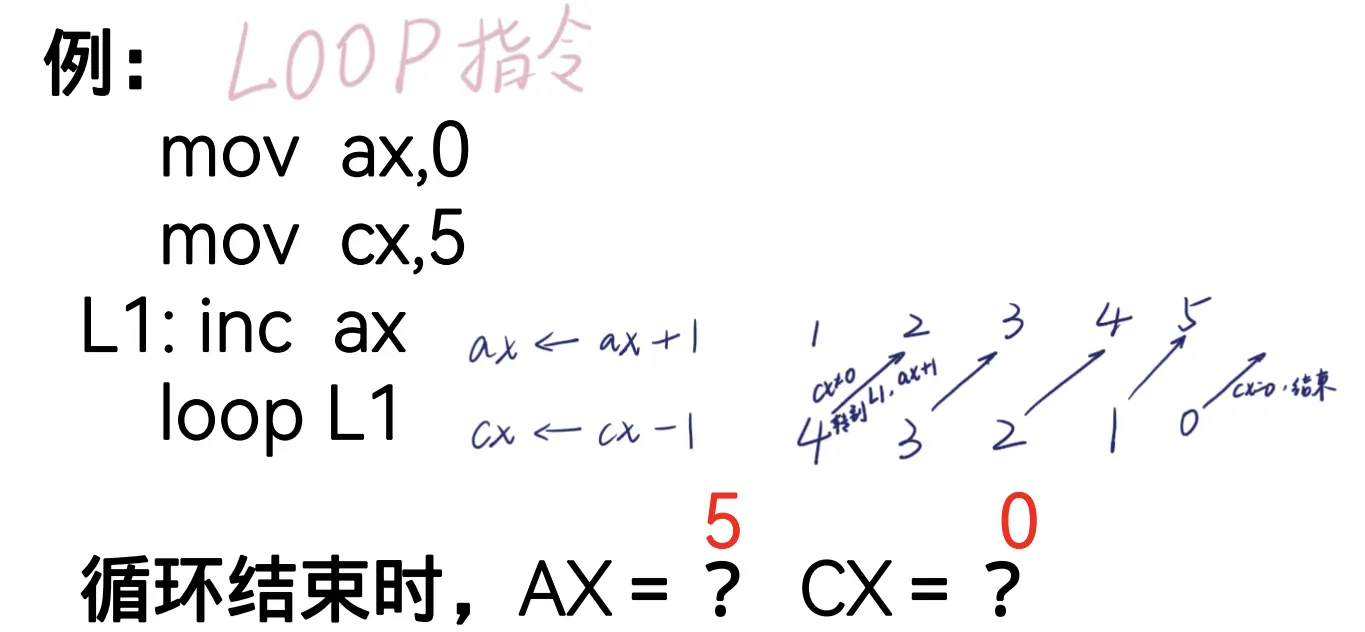 例： LOOP指令
mov ax,0
mov cx,5
L1: inc ax ax ← ax + 1 1 2 3 4 5
cx≠0 转到L1，ax+1 cx=0，结束
loop L1 cx ← cx - 1 4 3 2 1 0
5 0
循环结束时，AX = ? CX = ?